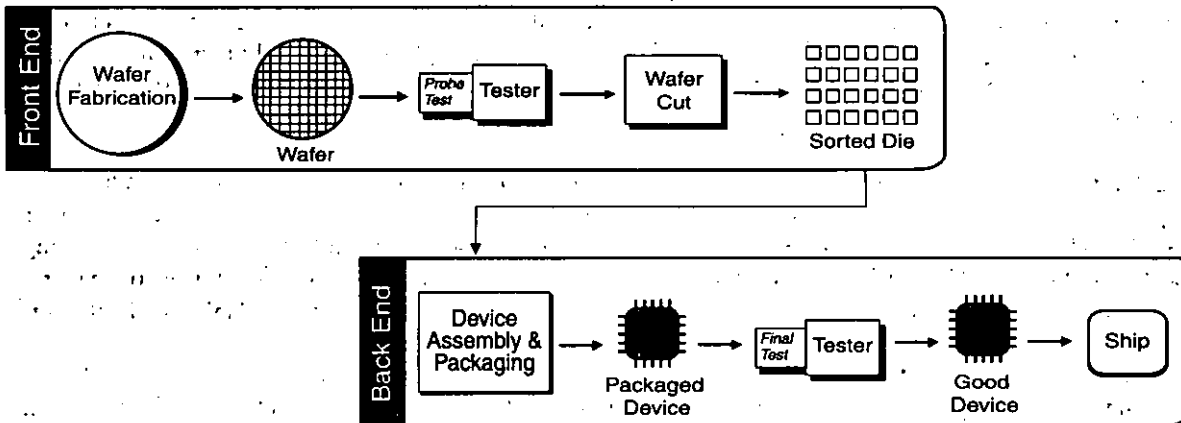 Front End
Wafer
Fabrication
Wafer
Probe
Test
Tester
Wafer
Cut
Sorted Die
Back End
Device
Assembly &
Packaging
Packaged
Device
Final
Test
Tester
Good
Device
Ship